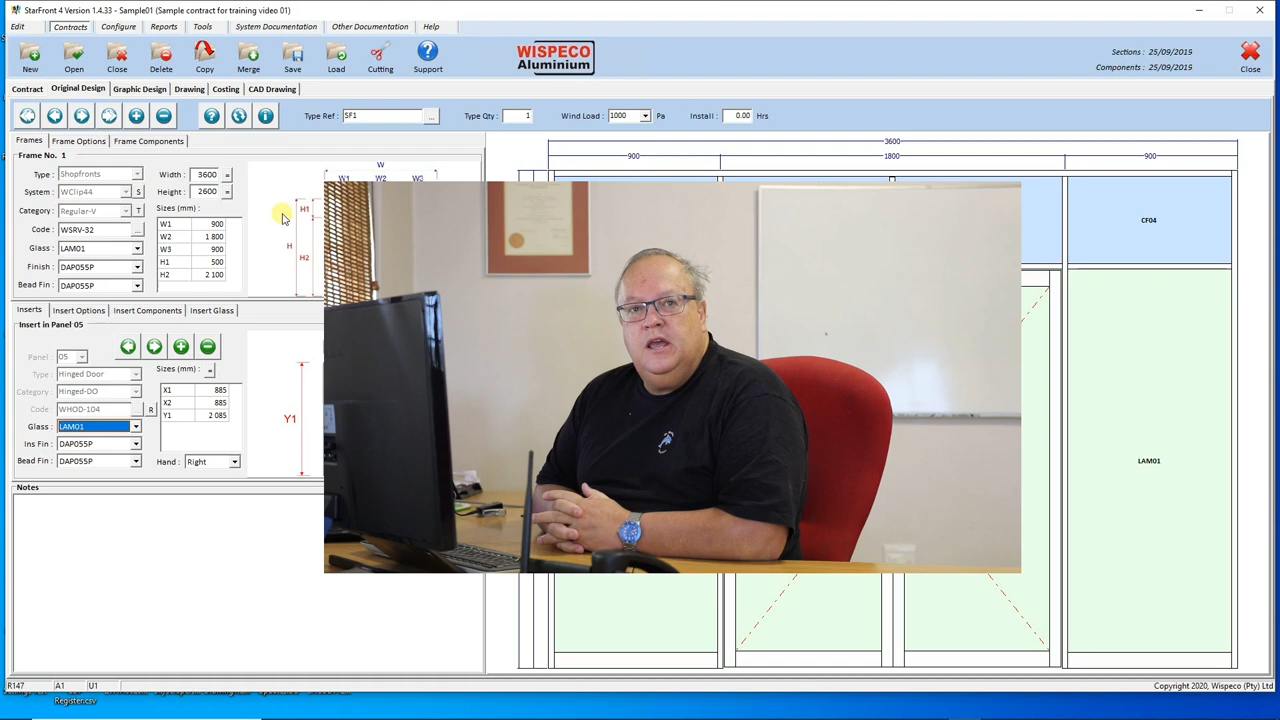 StarFront 4 Version 1.4.33 - Sample01 (Sample contract for training video 01)
Edit Contracts Configure Reports Tools System Documentation Other Documentation Help
New Open Close Delete Copy Merge Save Load Cutting Support
WISPECO
Aluminium
Sections : 25/09/2019
Components : 25/09/2019
Close
Contract Original Design Graphic Design Drawing Costing CAD Drawing
Type Ref : SF1 ... Type Qty : 1 Wind Load : 1000 Pa Install : 0.00 Hrs
Frames Frame Options Frame Components
Frame No. 1
Type : Shopfronts Width : 3600 =
System : WClip44 S Height : 2600 =
Category : Regular-V T Sizes (mm) :
Code : WSRV-32 ...
Glass : LAM01
Finish : DAP055P
Bead Fin : DAP055P
W1 900
W2 1 800
W3 900
H1 500
H2 2 100
W
W1 W2 W3
H1
H
H2
Inserts Insert Options Insert Components Insert Glass
Insert in Panel 05
Panel : 05
Type : Hinged Door Sizes (mm) : =
Category : Hinged-DO
Code : WHOD-104 R
Glass : LAM01
Ins Fin : DAP055P
Bead Fin : DAP055P Hand : Right
X1 885
X2 885
Y1 2 085
Y1
Notes
3600
900 1800 900
CF04
LAM01
R147 A1 U1
Copyright 2020, Wispeco (Pty) Ltd
Register.csv